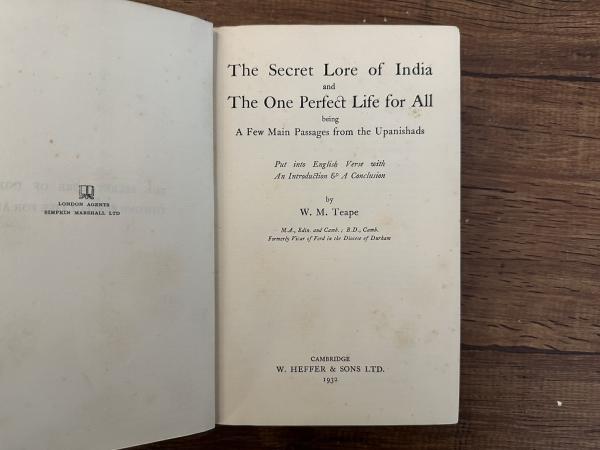 LONDON AGENTS
SIMPKIN MARSHALL LTD
The Secret Lore of India
and
The One Perfect Life for All
being
A Few Main Passages from the Upanishads
Put into English Verse with
An Introduction & A Conclusion
by
W. M. Teape
M.A., Edin. and Camb.; B.D., Camb.
Formerly Vicar of Ford in the Diocese of Durham
CAMBRIDGE
W. HEFFER & SONS LTD.
1932